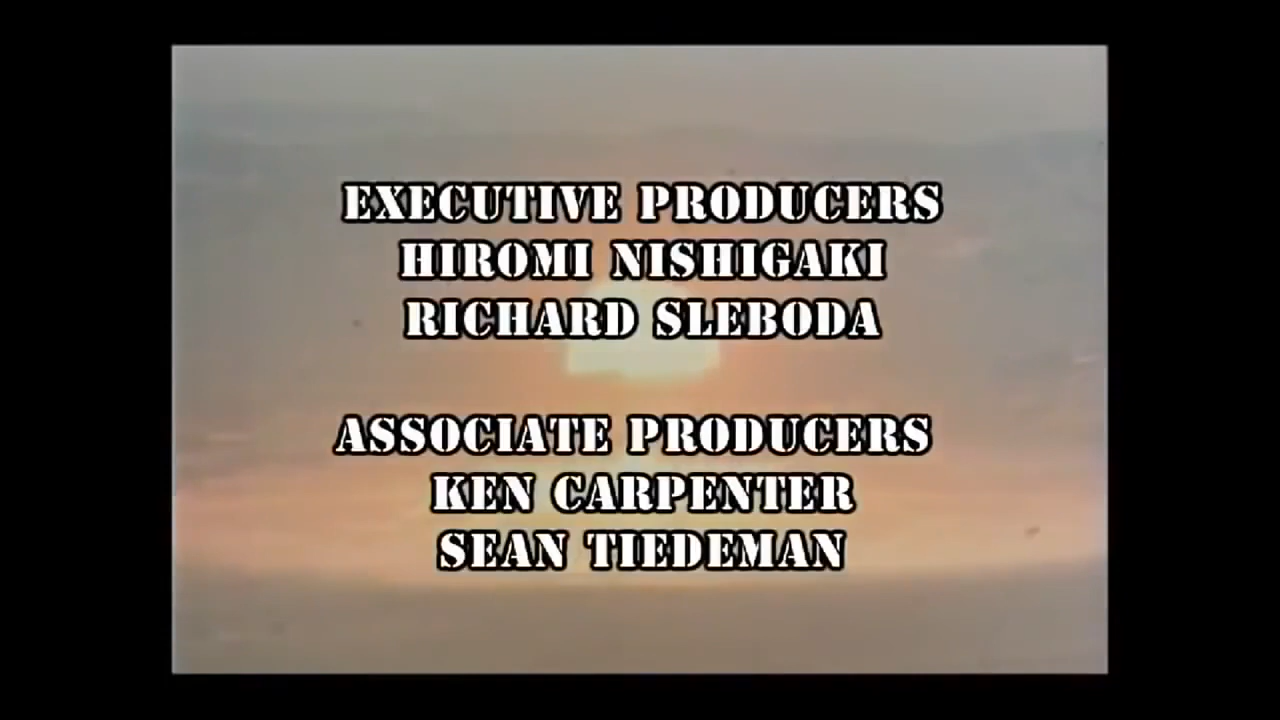 EXECUTIVE PRODUCERS
HIROMI NISHIGAKI
RICHARD SLEBODA
ASSOCIATE PRODUCERS
KEN CARPENTER
SEAN TIEDEMAN